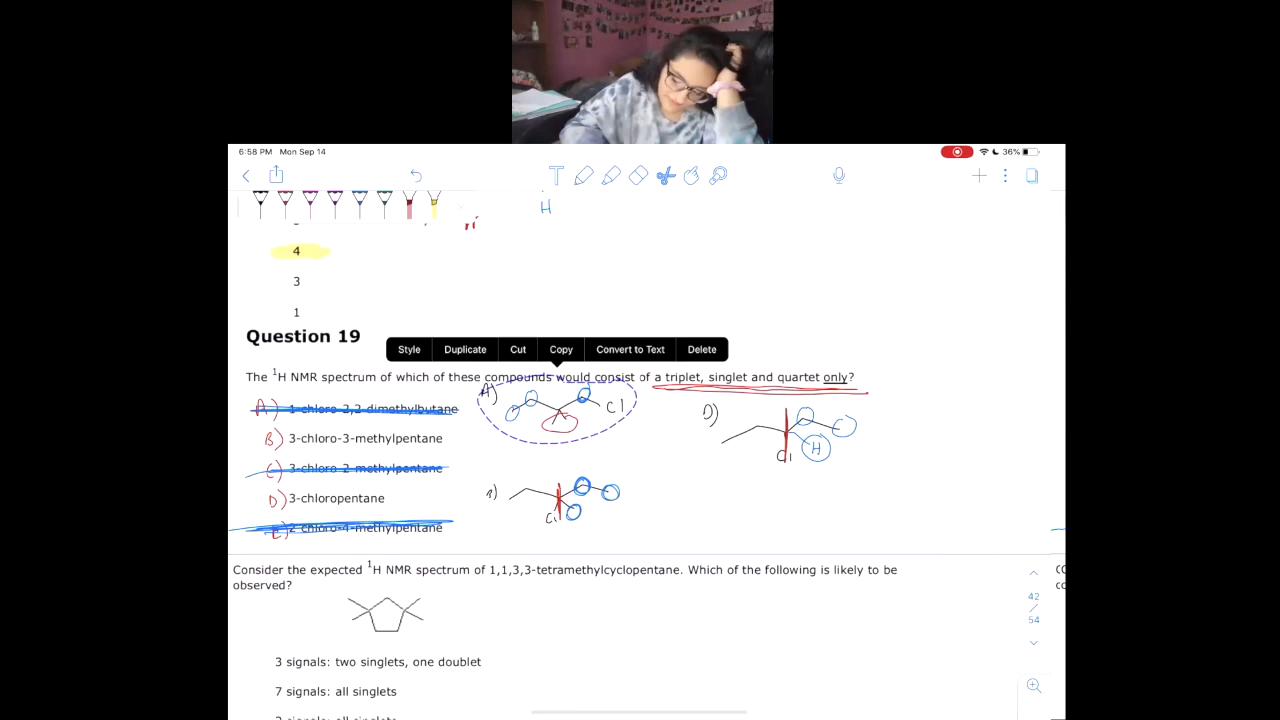 6:58 PM Mon Sep 14
36%
T
H
4
3
1
Question 19
Style Duplicate Cut Copy Convert to Text Delete
The 1H NMR spectrum of which of these compounds would consist of a triplet, singlet and quartet only?
A) 1-chloro-2,2-dimethylbutane
B) 3-chloro-3-methylpentane
C) 3-chloro-2-methylpentane
D) 3-chloropentane
E) 2-chloro-4-methylpentane
A)
Cl
D)
Cl H
B)
Cl
Consider the expected 1H NMR spectrum of 1,1,3,3-tetramethylcyclopentane. Which of the following is likely to be
observed?
42
/
54
3 signals: two singlets, one doublet
7 signals: all singlets